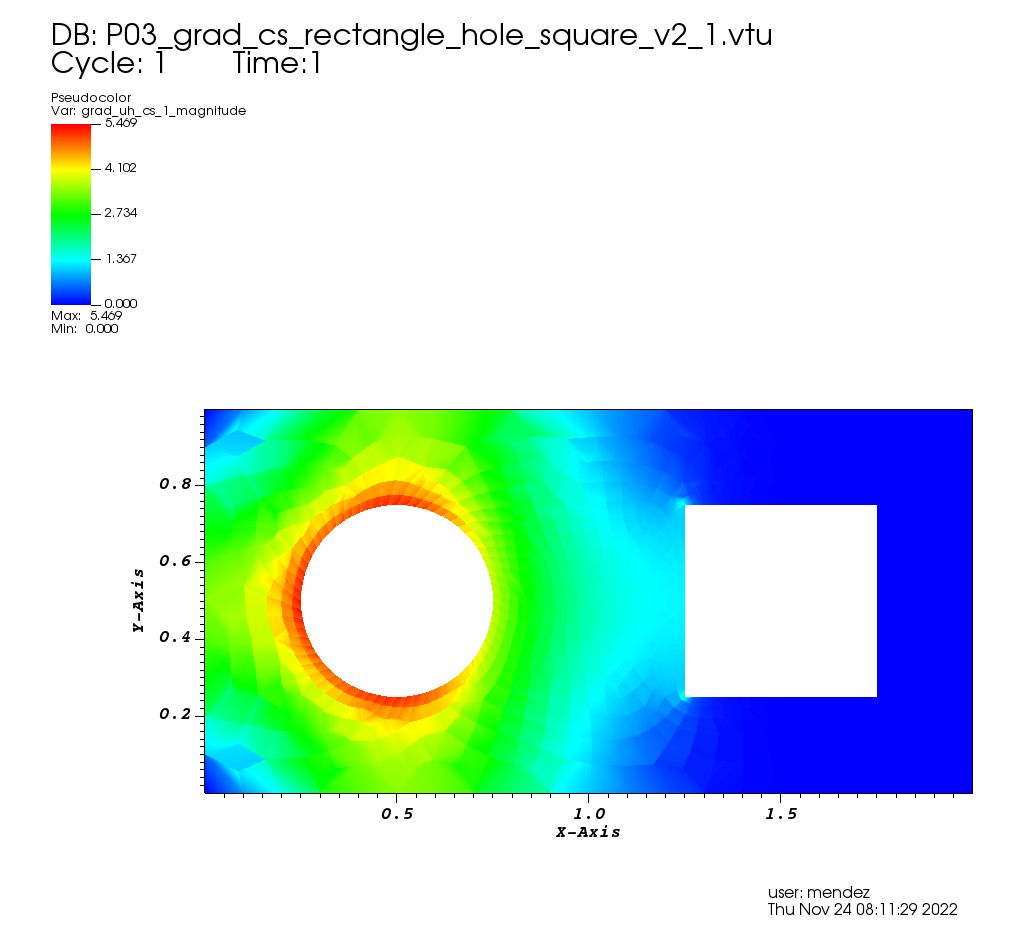 DB: P03_grad_cs_rectangle_hole_square_v2_1.vtu
Cycle: 1 Time:1
Pseudocolor
Var: grad_uh_cs_1_magnitude
5.469
4.102
2.734
1.367
0.000
Max: 5.469
Min: 0.000
0.8
0.6
Y-Axis
0.4
0.2
0.5 1.0 1.5
X-Axis
user: mendez
Thu Nov 24 08:11:29 2022